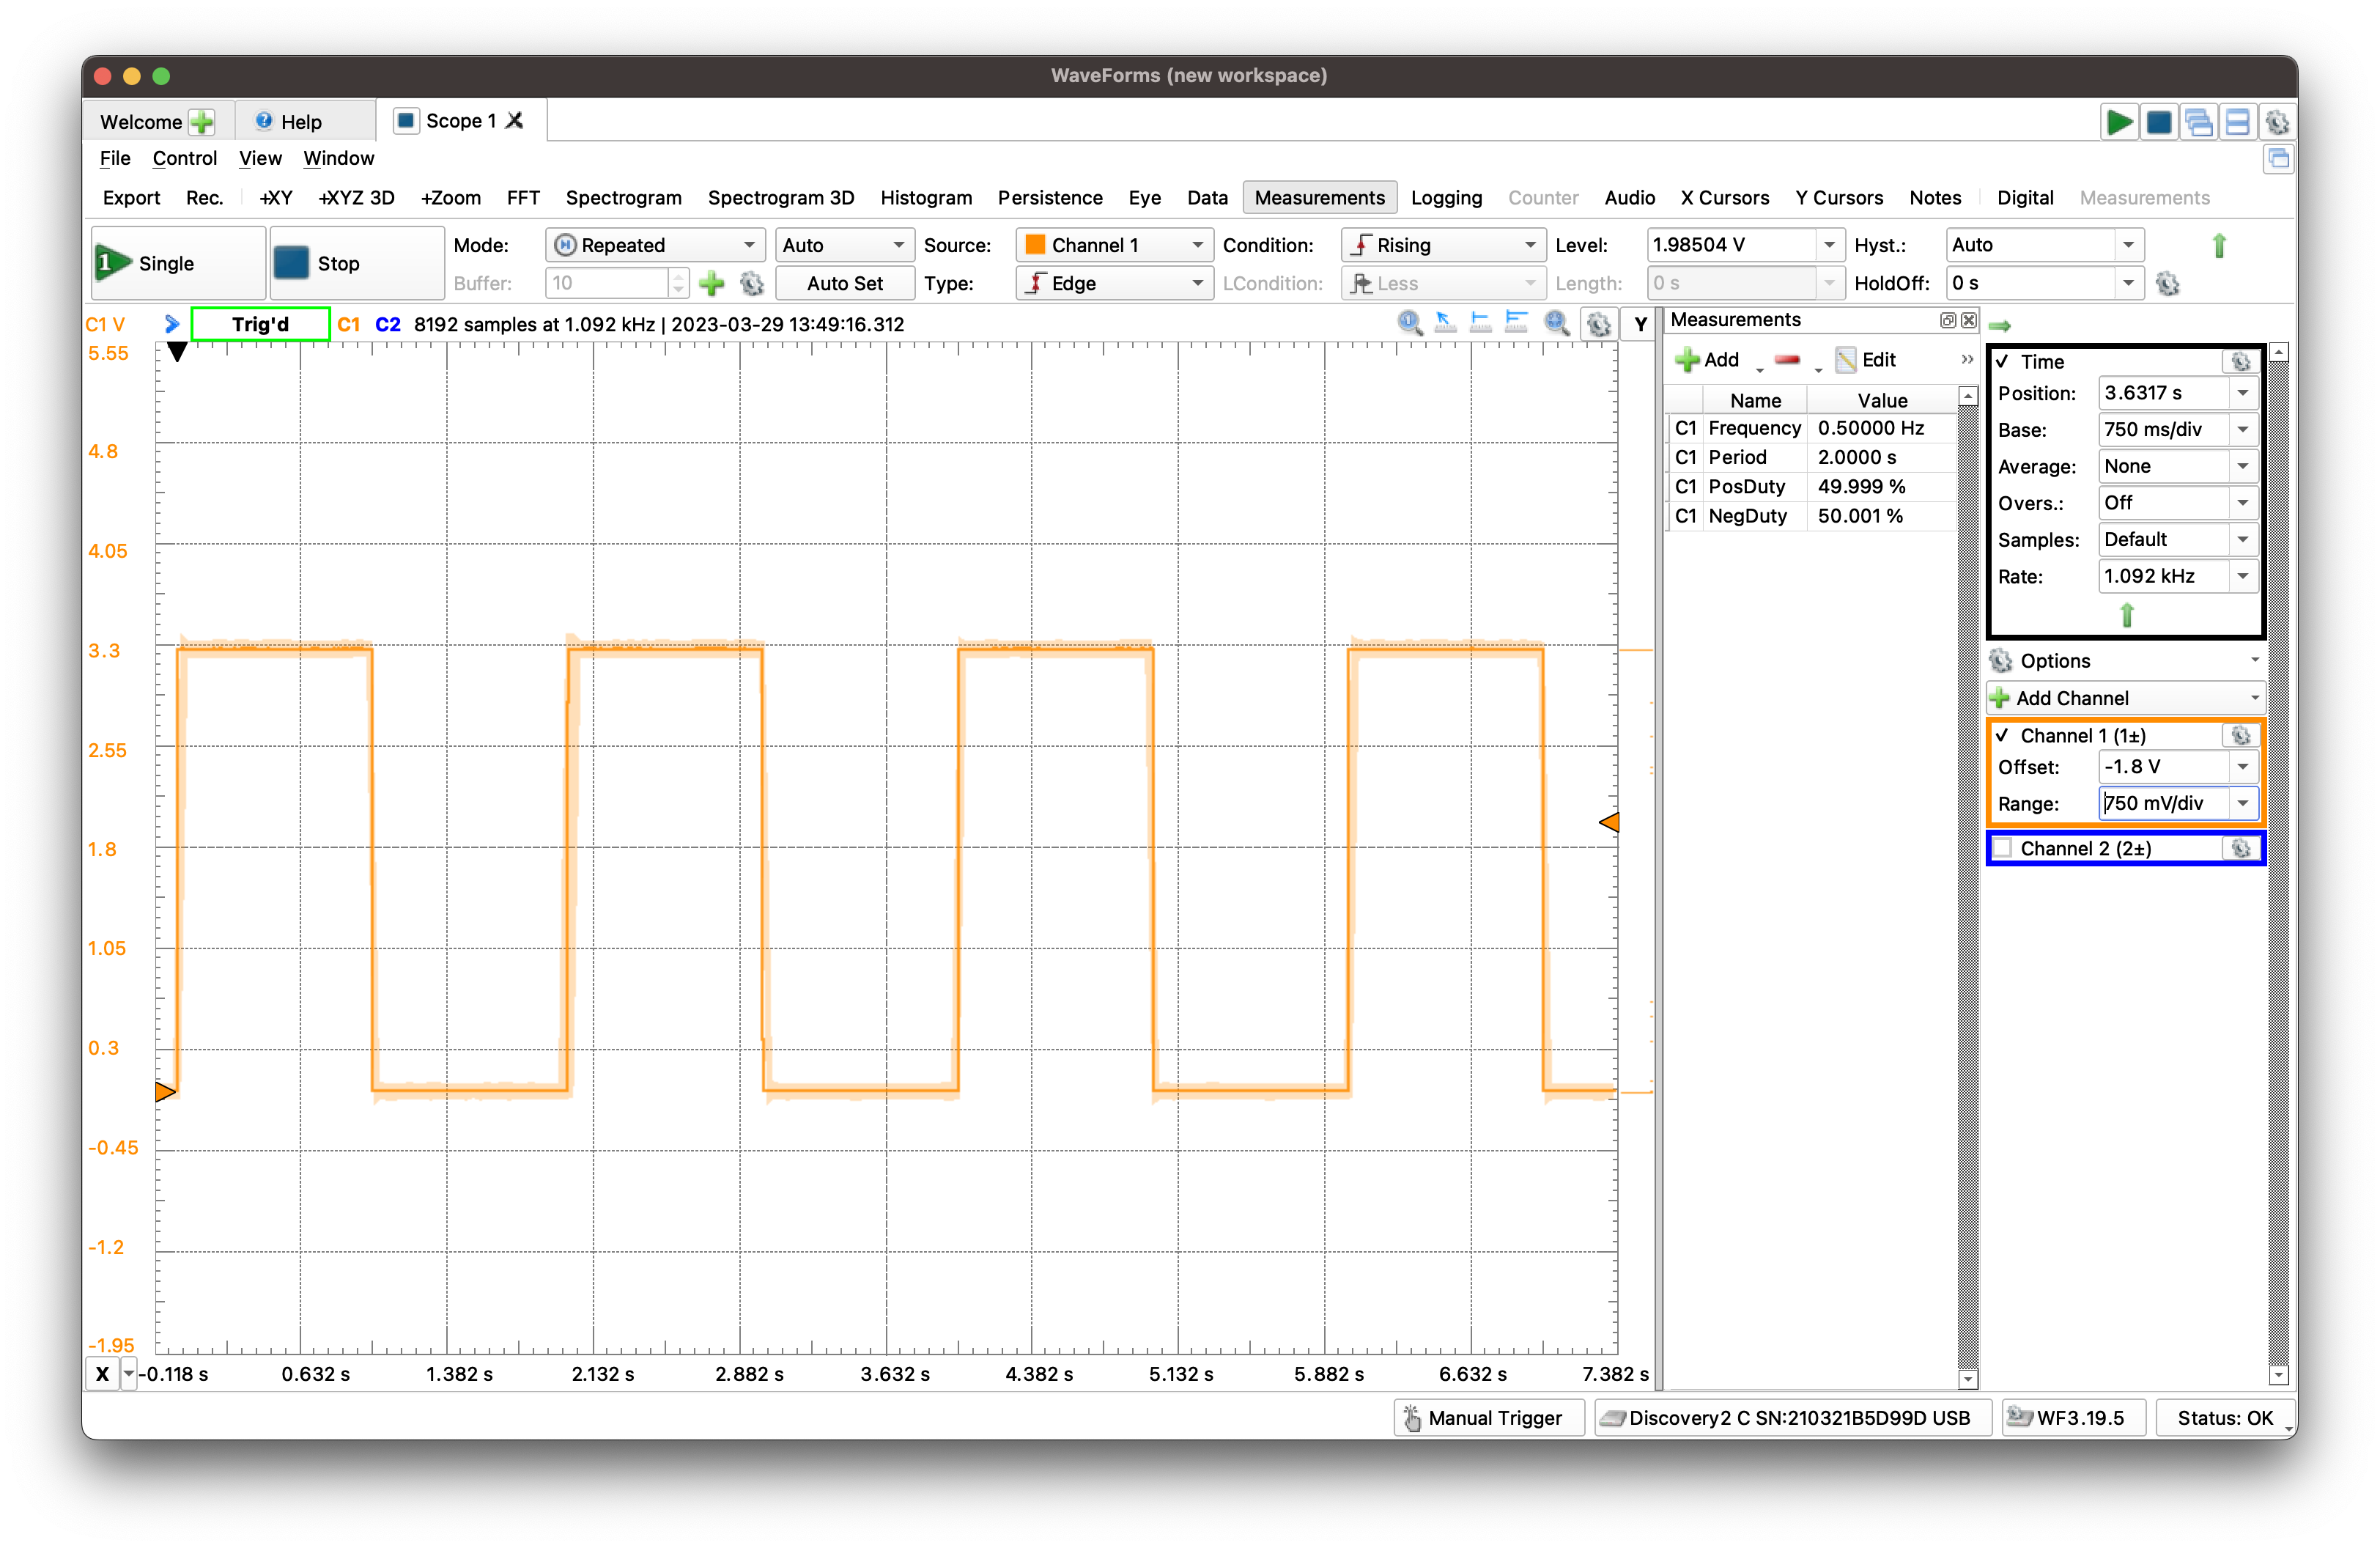 WaveForms (new workspace)
Welcome Help Scope 1
File Control View Window
Export Rec. +XY +XYZ 3D +Zoom FFT Spectrogram Spectrogram 3D Histogram Persistence Eye Data Measurements Logging Counter Audio X Cursors Y Cursors Notes Digital Measurements
1 Single Stop Mode: Repeated Auto Source: Channel 1 Condition: Rising Level: 1.98504 V Hyst.: Auto
Buffer: 10 Auto Set Type: Edge LCondition: Less Length: 0 s HoldOff: 0 s
C1 V Trig'd C1 C2 8192 samples at 1.092 kHz | 2023-03-29 13:49:16.312 Y
5.55
4.8
4.05
3.3
2.55
1.8
1.05
0.3
-0.45
-1.2
-1.95
X -0.118 s 0.632 s 1.382 s 2.132 s 2.882 s 3.632 s 4.382 s 5.132 s 5.882 s 6.632 s 7.382 s
Measurements
Add Edit »
Name Value
C1 Frequency 0.50000 Hz
C1 Period 2.0000 s
C1 PosDuty 49.999 %
C1 NegDuty 50.001 %
Time
Position: 3.6317 s
Base: 750 ms/div
Average: None
Overs.: Off
Samples: Default
Rate: 1.092 kHz
Options
Add Channel
Channel 1 (1±)
Offset: -1.8 V
Range: 750 mV/div
Channel 2 (2±)
Manual Trigger Discovery2 C SN:210321B5D99D USB WF3.19.5 Status: OK